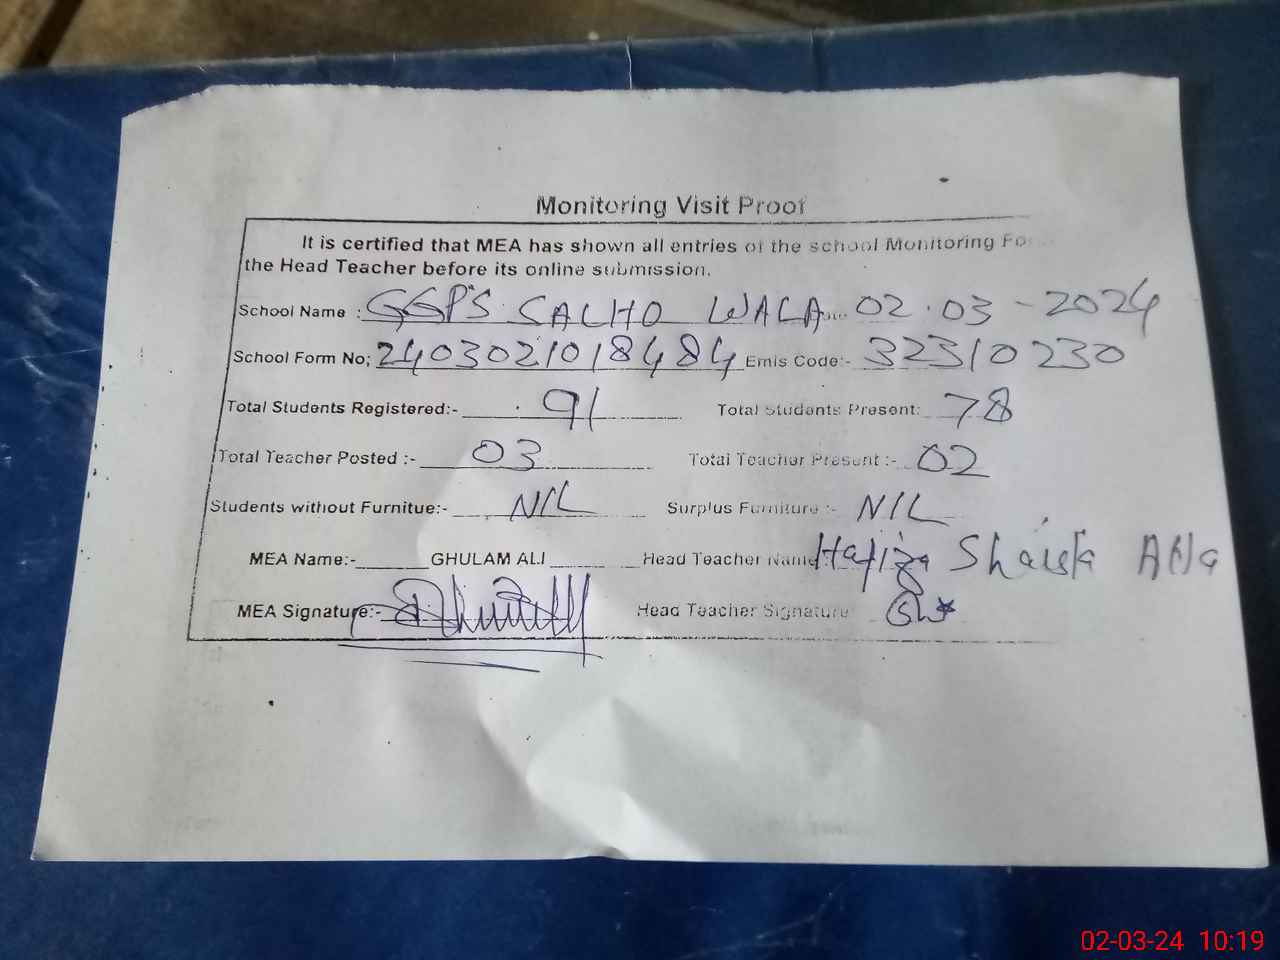 Monitoring Visit Proof
It is certified that MEA has shown all entries of the school Monitoring
the Head Teacher before its online submission.
School Name : GGPS SALHO WALA 02.03-2024
School Form No; 2403021018484 Emis Code:- 32310230
Total Students Registered:- 91 Total Students Present: 78
Total Teacher Posted :- 03 Total Teacher Present :- 02
Students without Furnitue:- NIL Surplus Furniture :- NIL
MEA Name:- GHULAM ALI Head Teacher Name: Hafiza
MEA Signature:- Head Teacher Signature
02-03-24 10:19